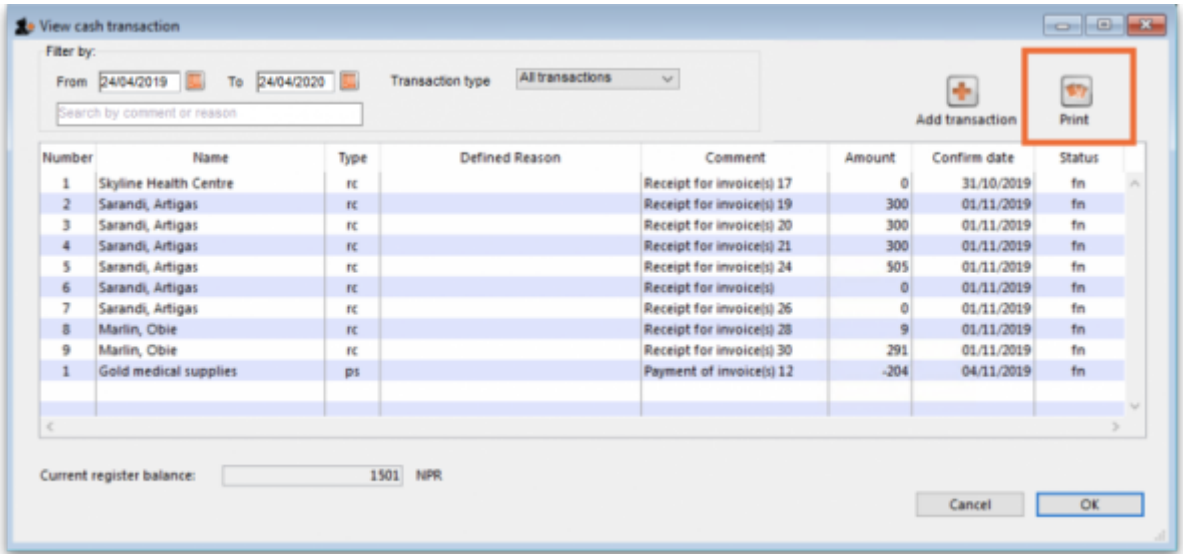 View cash transaction
Filter by:
From 24/04/2019 To 24/04/2020 Transaction type All transactions
Search by comment or reason
Add transaction Print
Number Name Type Defined Reason Comment Amount Confirm date Status
1 Skyline Health Centre rc Receipt for invoice(s) 17 0 31/10/2019 fn
2 Sarandi, Artigas rc Receipt for invoice(s) 19 300 01/11/2019 fn
3 Sarandi, Artigas rc Receipt for invoice(s) 20 300 01/11/2019 fn
4 Sarandi, Artigas rc Receipt for invoice(s) 21 300 01/11/2019 fn
5 Sarandi, Artigas rc Receipt for invoice(s) 24 505 01/11/2019 fn
6 Sarandi, Artigas rc Receipt for invoice(s) 0 01/11/2019 fn
7 Sarandi, Artigas rc Receipt for invoice(s) 26 0 01/11/2019 fn
8 Marlin, Obie rc Receipt for invoice(s) 28 9 01/11/2019 fn
9 Marlin, Obie rc Receipt for invoice(s) 30 291 01/11/2019 fn
1 Gold medical supplies ps Payment of invoice(s) 12 -204 04/11/2019 fn
Current register balance: 1501 NPR
Cancel OK